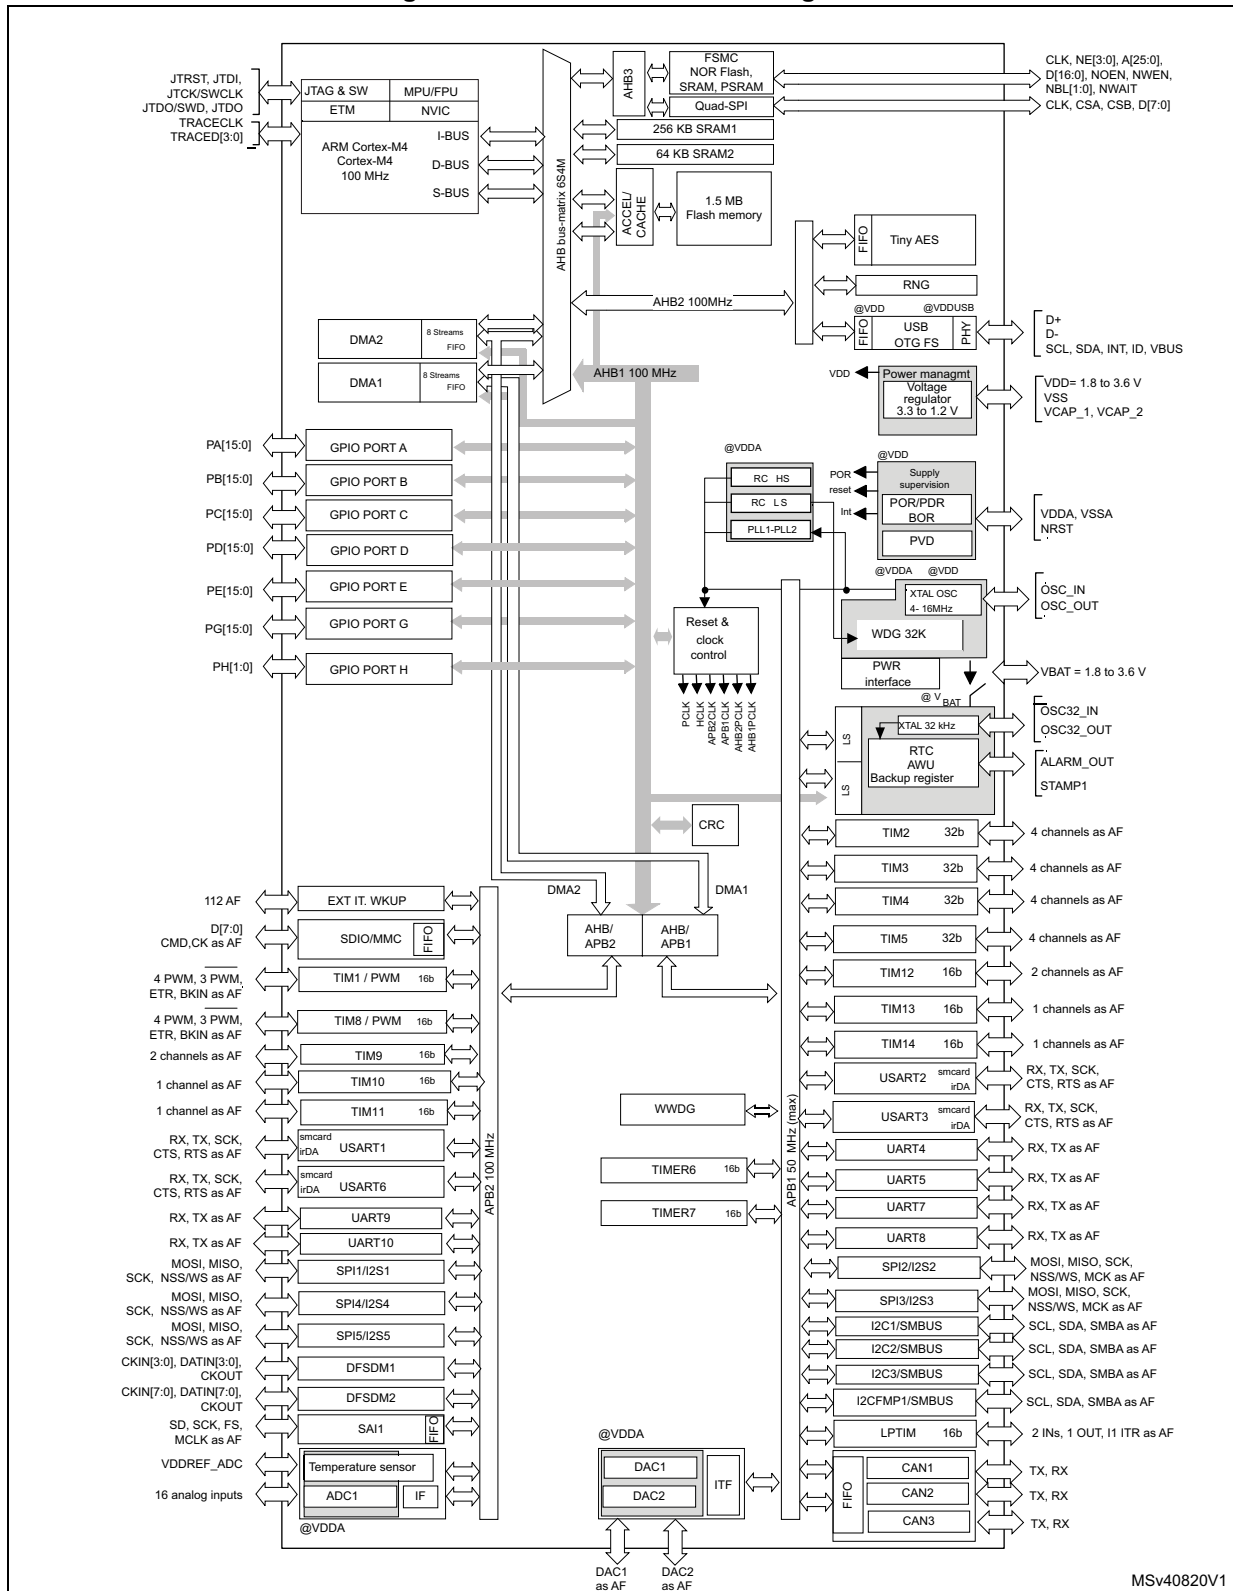 JTRST, JTDI,
JTCK/SWCLK
JTDO/SWD, JTDO
TRACECLK
TRACED[3:0]
JTAG & SW
MPU/FPU
ETM
NVIC
ARM Cortex-M4
Cortex-M4
100 MHz
I-BUS
D-BUS
S-BUS
AHB bus-matrix 6S4M
AHB3
FSMC
NOR Flash,
SRAM, PSRAM
Quad-SPI
CLK, NE[3:0], A[25:0],
D[16:0], NOEN, NWEN,
NBL[1:0], NWAIT
CLK, CSA, CSB, D[7:0]
256 KB SRAM1
64 KB SRAM2
ACCEL/
CACHE
1.5 MB
Flash memory
FIFO
Tiny AES
RNG
AHB2 100MHz
@VDD
@VDDUSB
FIFO
USB
OTG FS
PHY
D+
D-
SCL, SDA, INT, ID, VBUS
DMA2
8 Streams
FIFO
DMA1
8 Streams
FIFO
AHB1 100 MHz
VDD
Power managmt
Voltage
regulator
3.3 to 1.2 V
VDD= 1.8 to 3.6 V
VSS
VCAP_1, VCAP_2
PA[15:0]
GPIO PORT A
PB[15:0]
GPIO PORT B
PC[15:0]
GPIO PORT C
PD[15:0]
GPIO PORT D
PE[15:0]
GPIO PORT E
PG[15:0]
GPIO PORT G
PH[1:0]
GPIO PORT H
@VDDA
RC HS
RC LS
PLL1-PLL2
@VDD
POR
reset
Int
Supply
supervision
POR/PDR
BOR
PVD
VDDA, VSSA
NRST
@VDDA
@VDD
XTAL OSC
4- 16MHz
OSC_IN
OSC_OUT
WDG 32K
Reset &
clock
control
PWR
interface
VBAT = 1.8 to 3.6 V
@ VBAT
PCLK
HCLK
APB2CLK
APB1CLK
AHB2PCLK
AHB1PCLK
LS
LS
XTAL 32 kHz
OSC32_IN
OSC32_OUT
RTC
AWU
Backup register
ALARM_OUT
STAMP1
CRC
DMA2
DMA1
AHB/
APB2
AHB/
APB1
112 AF
EXT IT. WKUP
D[7:0]
CMD,CK as AF
SDIO/MMC
FIFO
4 PWM, 3 PWM,
ETR, BKIN as AF
TIM1 / PWM 16b
4 PWM, 3 PWM,
ETR, BKIN as AF
TIM8 / PWM 16b
2 channels as AF
TIM9 16b
1 channel as AF
TIM10 16b
1 channel as AF
TIM11 16b
RX, TX, SCK,
CTS, RTS as AF
smcard
irDA
USART1
RX, TX, SCK,
CTS, RTS as AF
smcard
irDA
USART6
RX, TX as AF
UART9
RX, TX as AF
UART10
MOSI, MISO,
SCK, NSS/WS as AF
SPI1/I2S1
MOSI, MISO,
SCK, NSS/WS as AF
SPI4/I2S4
MOSI, MISO,
SCK, NSS/WS as AF
SPI5/I2S5
CKIN[3:0], DATIN[3:0],
CKOUT
DFSDM1
CKIN[7:0], DATIN[7:0],
CKOUT
DFSDM2
SD, SCK, FS,
MCLK as AF
SAI1
FIFO
VDDREF_ADC
Temperature sensor
16 analog inputs
ADC1
IF
@VDDA
APB2 100 MHz
WWDG
TIMER6 16b
TIMER7 16b
@VDDA
DAC1
DAC2
ITF
DAC1
as AF
DAC2
as AF
APB1 50 MHz (max)
TIM2 32b
4 channels as AF
TIM3 32b
4 channels as AF
TIM4 32b
4 channels as AF
TIM5 32b
4 channels as AF
TIM12 16b
2 channels as AF
TIM13 16b
1 channels as AF
TIM14 16b
1 channels as AF
USART2
smcard
irDA
RX, TX, SCK,
CTS, RTS as AF
USART3
smcard
irDA
RX, TX, SCK,
CTS, RTS as AF
UART4
RX, TX as AF
UART5
RX, TX as AF
UART7
RX, TX as AF
UART8
RX, TX as AF
SPI2/I2S2
MOSI, MISO, SCK,
NSS/WS, MCK as AF
SPI3/I2S3
MOSI, MISO, SCK,
NSS/WS, MCK as AF
I2C1/SMBUS
SCL, SDA, SMBA as AF
I2C2/SMBUS
SCL, SDA, SMBA as AF
I2C3/SMBUS
SCL, SDA, SMBA as AF
I2CFMP1/SMBUS
SCL, SDA, SMBA as AF
LPTIM 16b
2 INs, 1 OUT, I1 ITR as AF
FIFO
CAN1
TX, RX
CAN2
TX, RX
CAN3
TX, RX
MSv40820V1